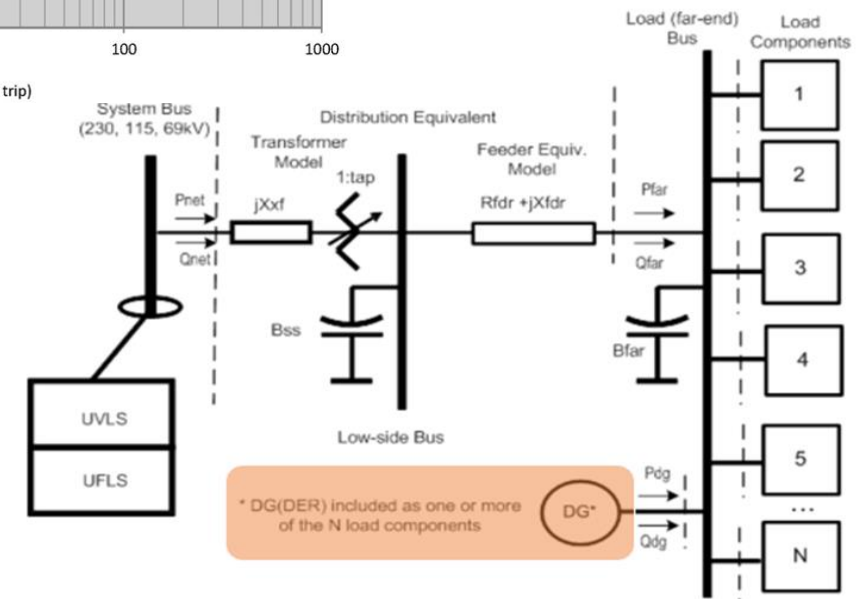 100
1000
trip)
System Bus
(230, 115, 69kV)
Distribution Equivalent
Load (far-end)
Bus
Load
Components
Transformer
Model
1:tap
Feeder Equiv.
Model
Pnet
jXxf
Rfdr +jXfdr
Pfar
Qnet
Qfar
Bss
Bfar
Low-side Bus
UVLS
UFLS
* DG(DER) included as one or more
of the N load components
DG*
Pdg
Qdg
1
2
3
4
5
...
N